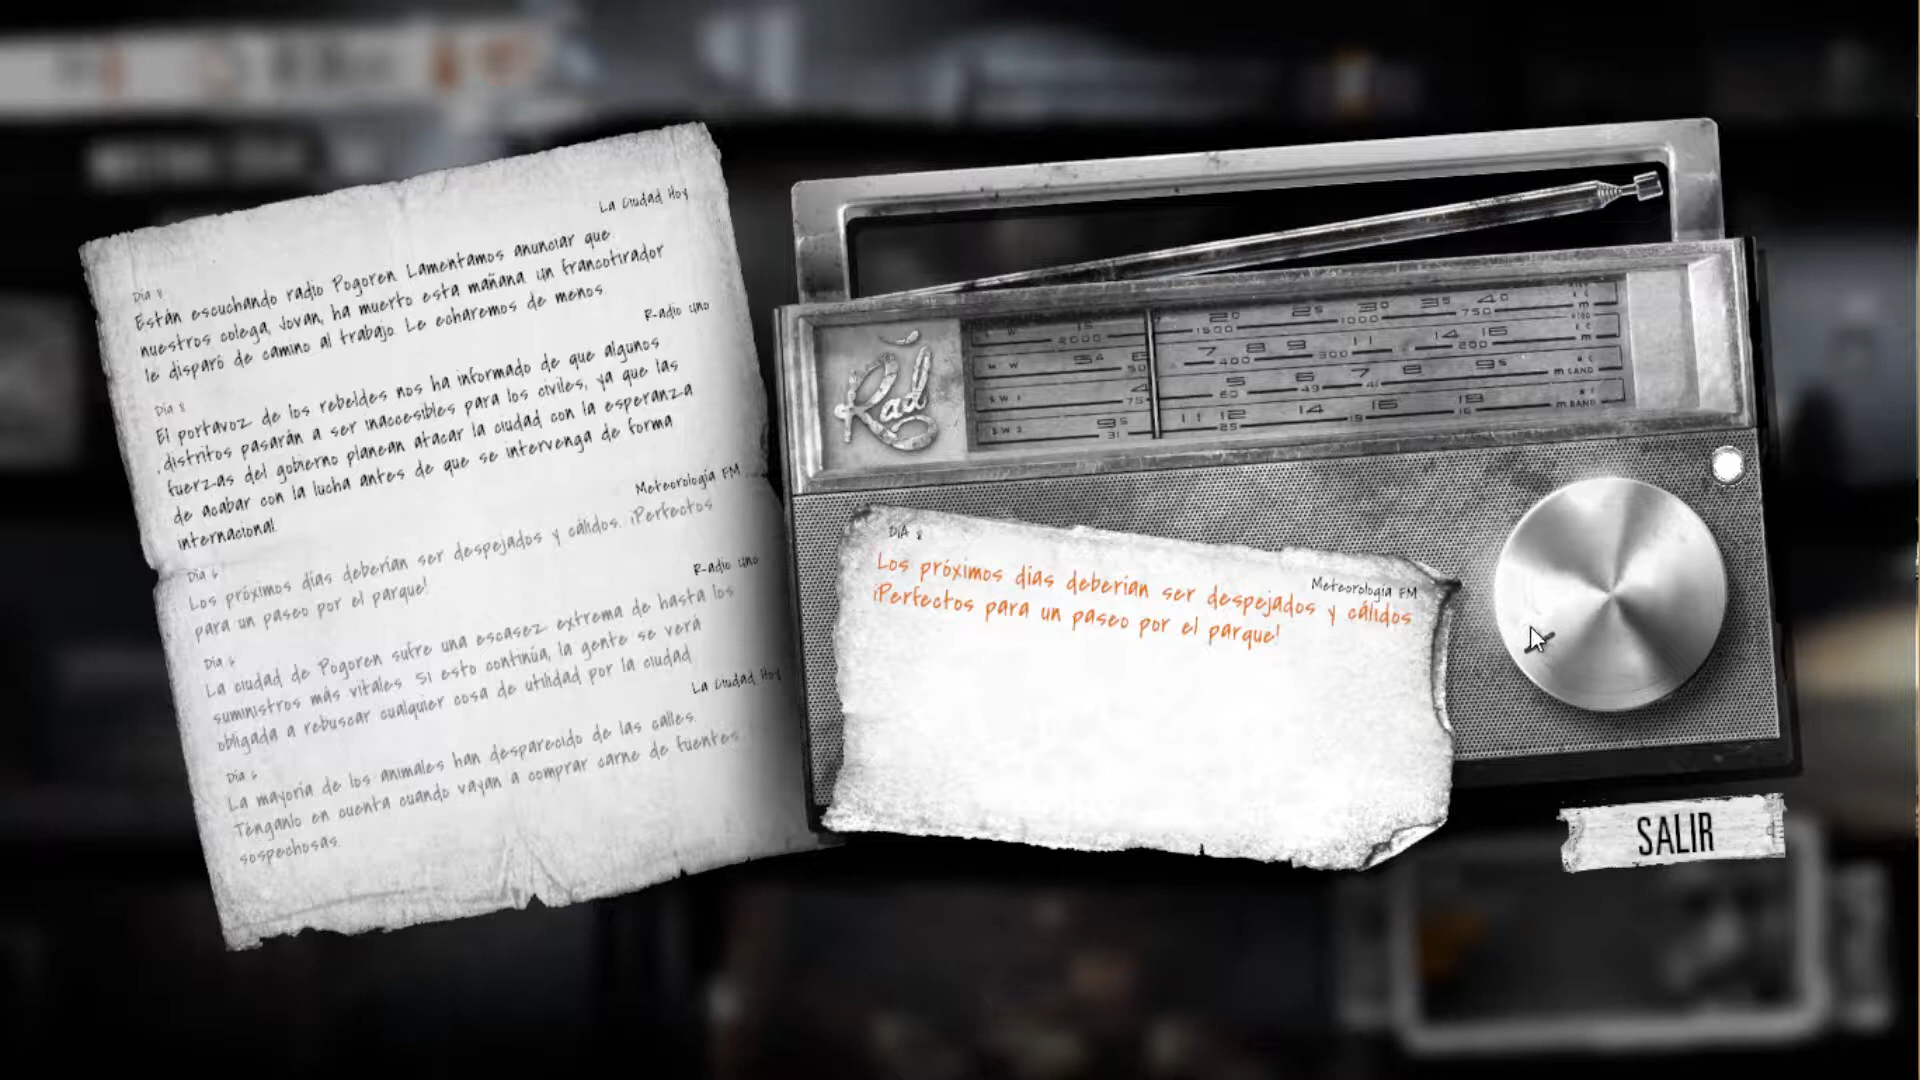 La Ciudad Hoy
Día 8
Están escuchando radio Pogoren. Lamentamos anunciar que
nuestros colega, Jovan, ha muerto esta mañana. Un francotirador
le disparó de camino al trabajo. Le echaremos de menos.
Radio Uno
Día 8
El portavoz de los rebeldes nos ha informado de que algunos
distritos pasarán a ser inaccesibles para los civiles, ya que las
fuerzas del gobierno planean atacar la ciudad con la esperanza
de acabar con la lucha antes de que se intervenga de forma
internacional.
Meteorología FM
Día 6
Los próximos días deberían ser despejados y cálidos. ¡Perfectos
para un paseo por el parque!
Radio Uno
Día 6
La ciudad de Pogoren sufre una escasez extrema de hasta los
suministros más vitales. Si esto continúa, la gente se verá
obligada a rebuscar cualquier cosa de utilidad por la ciudad
La Ciudad Hoy
Día 6
La mayoría de los animales han desparecido de las calles.
Ténganlo en cuenta cuando vayan a comprar carne de fuentes
sospechosas.
Rad
DÍA 8
Meteorología FM
Los próximos días deberían ser despejados y cálidos
¡Perfectos para un paseo por el parque!
SALIR